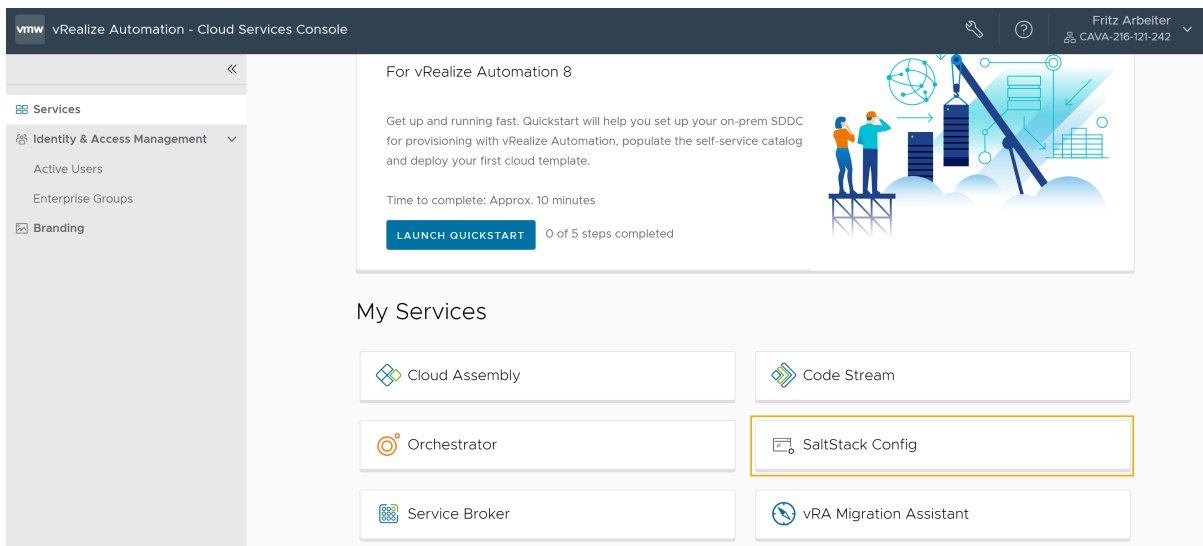 vmw vRealize Automation - Cloud Services Console
Fritz Arbeiter
CAVA-216-121-242
Services
Identity & Access Management
Active Users
Enterprise Groups
Branding
For vRealize Automation 8
Get up and running fast. Quickstart will help you set up your on-prem SDDC
for provisioning with vRealize Automation, populate the self-service catalog
and deploy your first cloud template.
Time to complete: Approx. 10 minutes
LAUNCH QUICKSTART 0 of 5 steps completed
My Services
Cloud Assembly
Code Stream
Orchestrator
SaltStack Config
Service Broker
vRA Migration Assistant